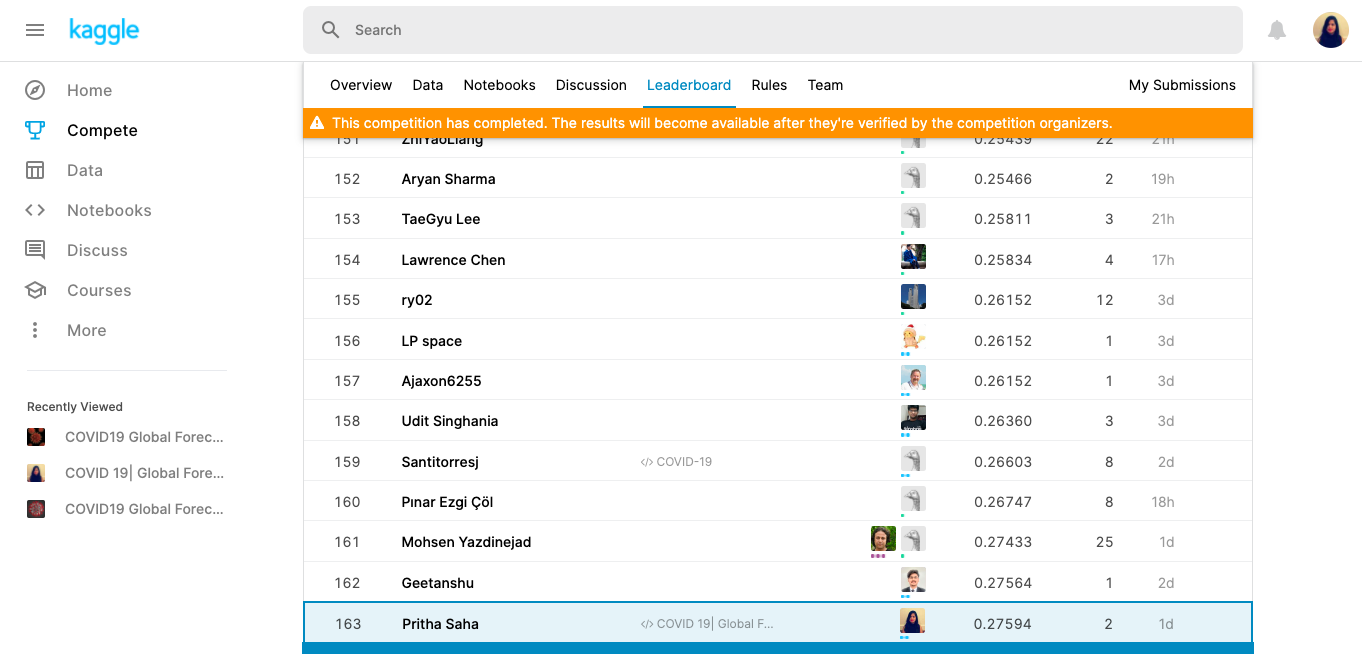 kaggle
Search
Home
Compete
Data
Notebooks
Discuss
Courses
More
Recently Viewed
COVID19 Global Forec...
COVID 19| Global Fore...
COVID19 Global Forec...
Overview Data Notebooks Discussion Leaderboard Rules Team My Submissions
This competition has completed. The results will become available after they're verified by the competition organizers.
151 ZhiYaoLiang 0.25439 22 21h
152 Aryan Sharma 0.25466 2 19h
153 TaeGyu Lee 0.25811 3 21h
154 Lawrence Chen 0.25834 4 17h
155 ry02 0.26152 12 3d
156 LP space 0.26152 1 3d
157 Ajaxon6255 0.26152 1 3d
158 Udit Singhania 0.26360 3 3d
159 Santitorresj </> COVID-19 0.26603 8 2d
160 Pınar Ezgi Çöl 0.26747 8 18h
161 Mohsen Yazdinejad 0.27433 25 1d
162 Geetanshu 0.27564 1 2d
163 Pritha Saha </> COVID 19| Global F... 0.27594 2 1d